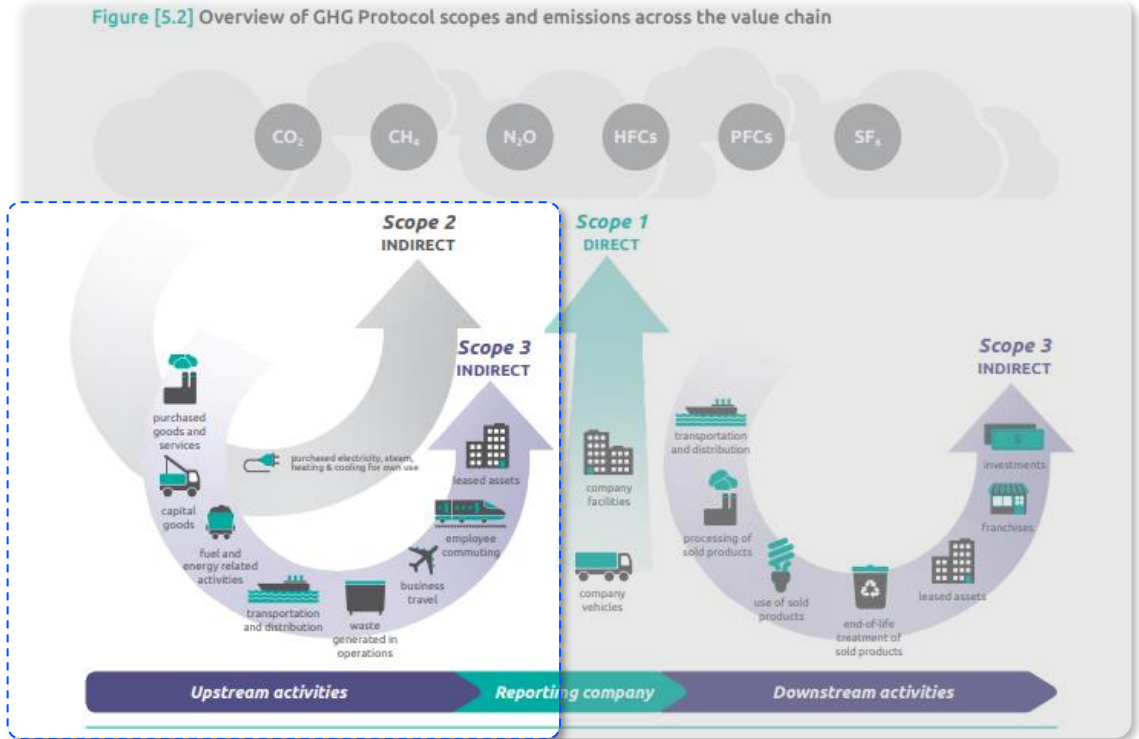 Figure [5.2] Overview of GHG Protocol scopes and emissions across the value chain
CO₂
CH₄
N₂O
HFCs
PFCs
SF₆
Scope 2
INDIRECT
Scope 1
DIRECT
Scope 3
INDIRECT
Scope 3
INDIRECT
purchased
goods and
services
capital
goods
fuel and
energy related
activities
transportation
and distribution
waste
generated in
operations
business
travel
employee
commuting
leased assets
purchased electricity, steam,
heating & cooling for own use
company
facilities
company
vehicles
transportation
and distribution
processing of
sold products
use of sold
products
end-of-life
treatment of
sold products
leased assets
franchises
investments
$
Upstream activities
Reporting company
Downstream activities